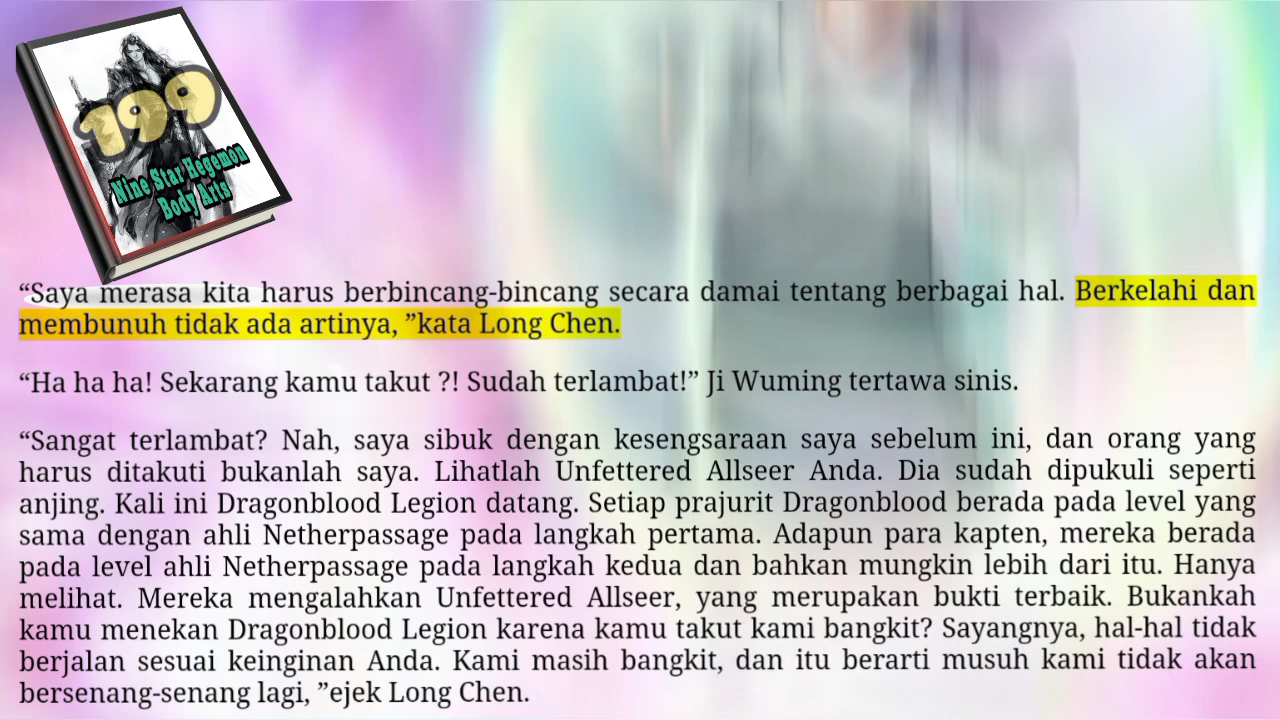 199
Nine Star Hegemon
Body Arts
“Saya merasa kita harus berbincang-bincang secara damai tentang berbagai hal. Berkelahi dan
membunuh tidak ada artinya, ”kata Long Chen.
“Ha ha ha! Sekarang kamu takut ?! Sudah terlambat!” Ji Wuming tertawa sinis.
“Sangat terlambat? Nah, saya sibuk dengan kesengsaraan saya sebelum ini, dan orang yang
harus ditakuti bukanlah saya. Lihatlah Unfettered Allseer Anda. Dia sudah dipukuli seperti
anjing. Kali ini Dragonblood Legion datang. Setiap prajurit Dragonblood berada pada level yang
sama dengan ahli Netherpassage pada langkah pertama. Adapun para kapten, mereka berada
pada level ahli Netherpassage pada langkah kedua dan bahkan mungkin lebih dari itu. Hanya
melihat. Mereka mengalahkan Unfettered Allseer, yang merupakan bukti terbaik. Bukankah
kamu menekan Dragonblood Legion karena kamu takut kami bangkit? Sayangnya, hal-hal tidak
berjalan sesuai keinginan Anda. Kami masih bangkit, dan itu berarti musuh kami tidak akan
bersenang-senang lagi, ”ejek Long Chen.